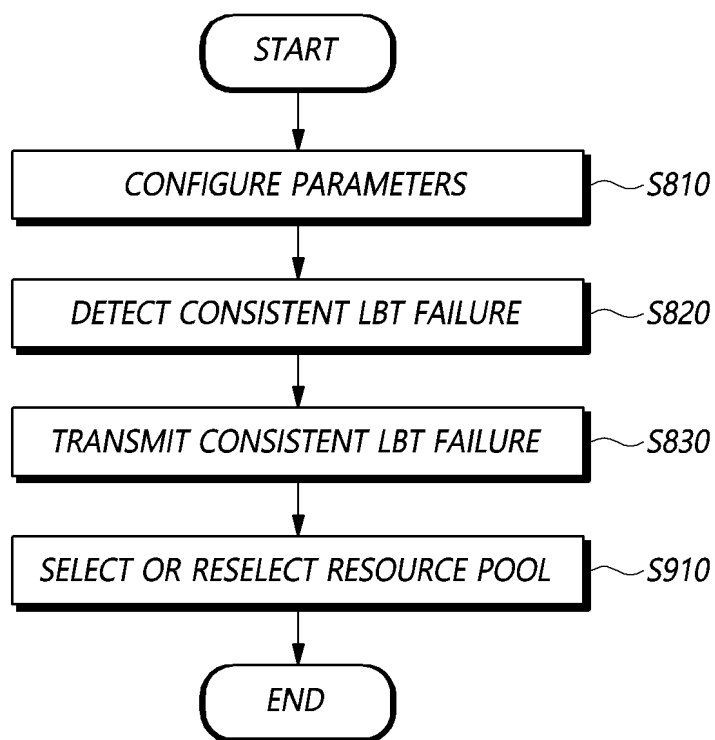 START
CONFIGURE PARAMETERS
S810
DETECT CONSISTENT LBT FAILURE
S820
TRANSMIT CONSISTENT LBT FAILURE
S830
SELECT OR RESELECT RESOURCE POOL
S910
END